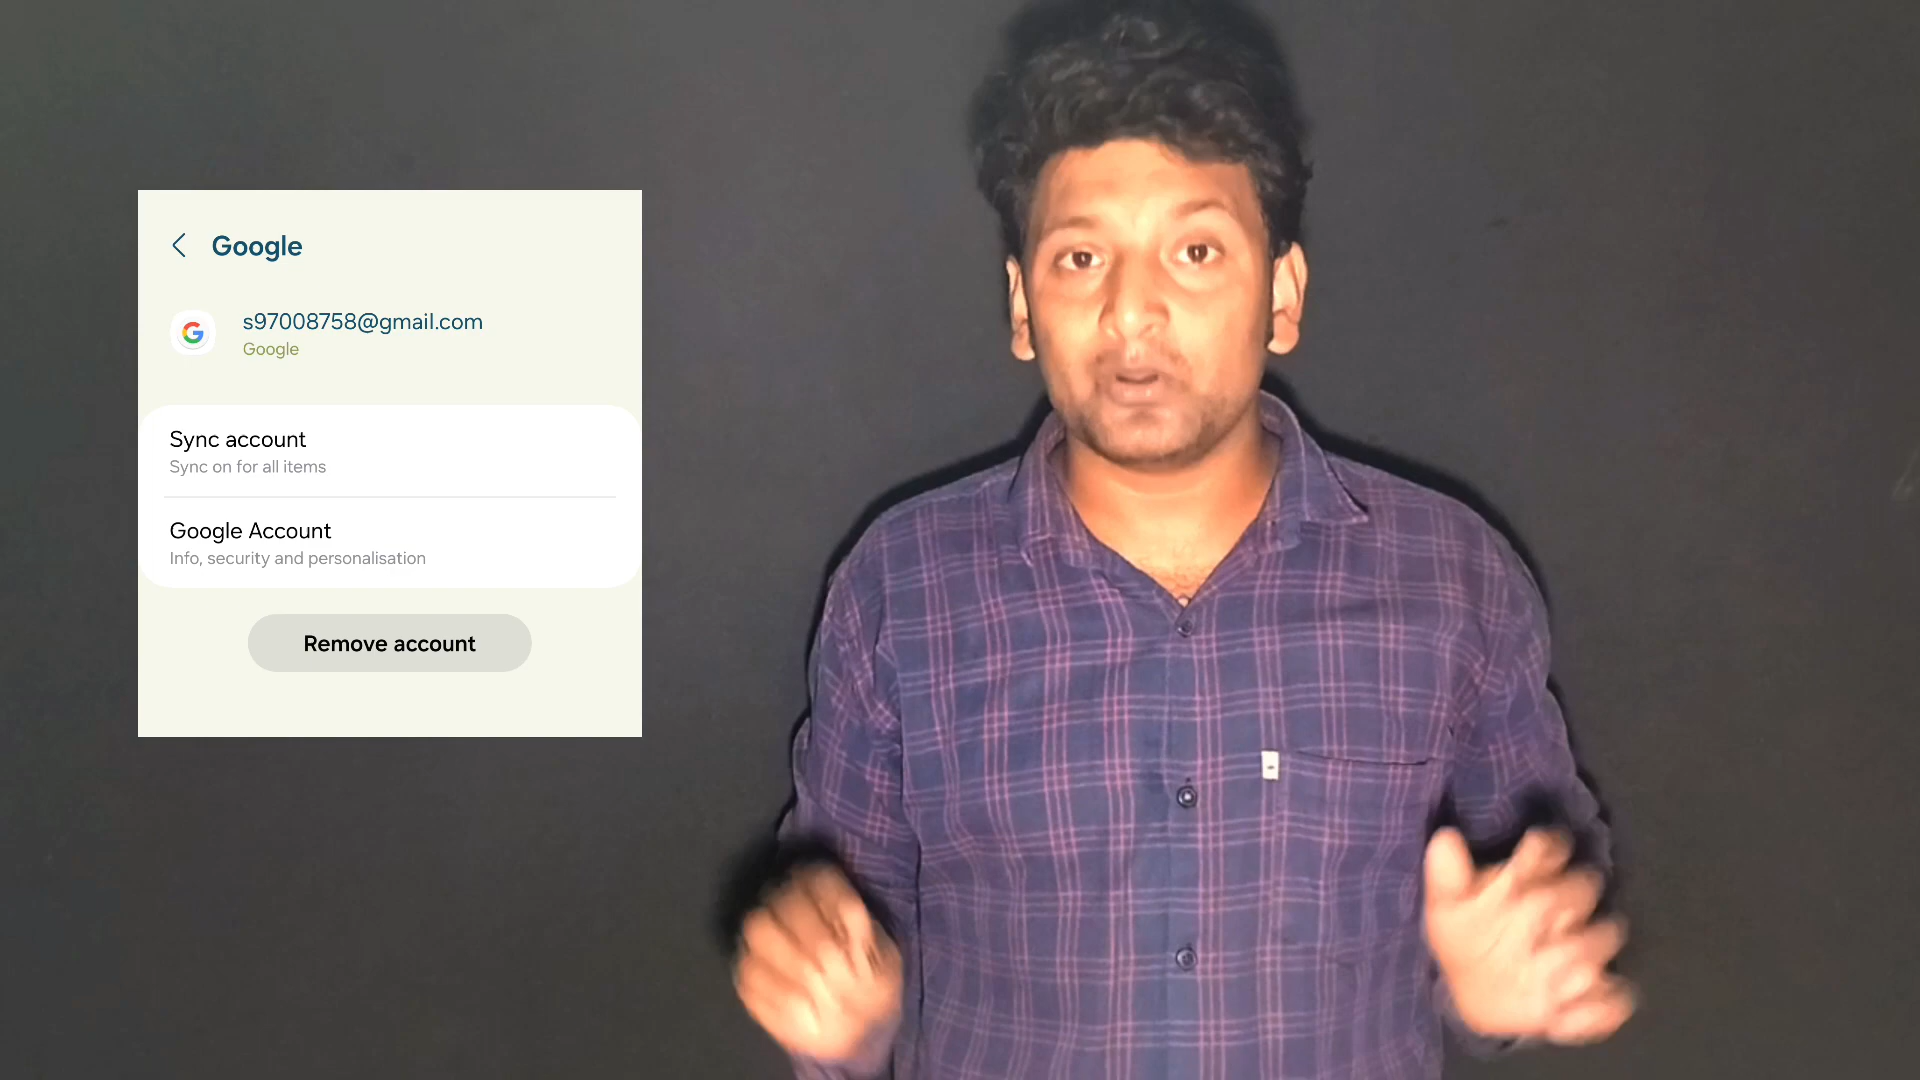 Google
s97008758@gmail.com
Google
Sync account
Sync on for all items
Google Account
Info, security and personalisation
Remove account